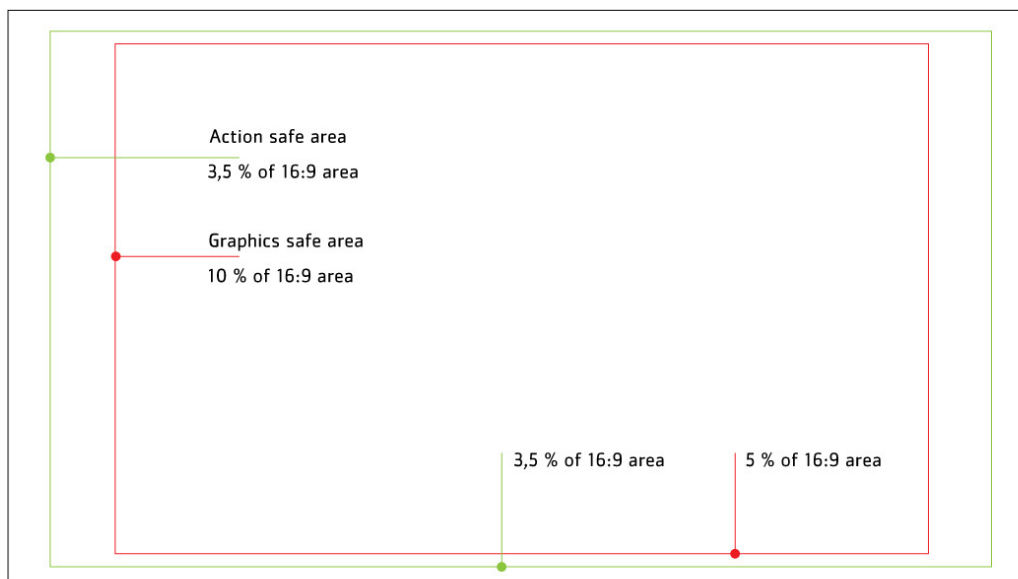 Action safe area
3,5 % of 16:9 area
Graphics safe area
10 % of 16:9 area
3,5 % of 16:9 area
5 % of 16:9 area